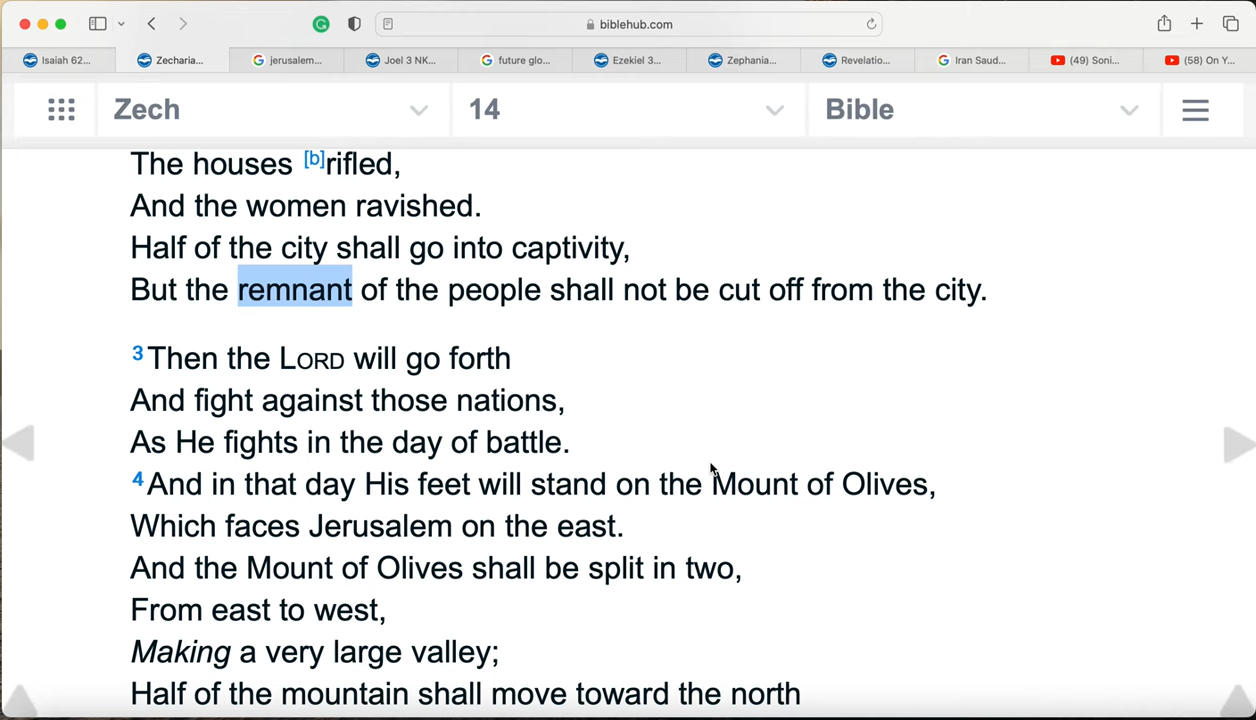 biblehub.com
Isaiah 62...
Zecharia...
jerusalem...
Joel 3 NK...
future glo...
Ezekiel 3...
Zephania...
Revelatio...
Iran Saud...
(49) Soni...
(58) On Y...
Zech
14
Bible
The houses [b]rifled,
And the women ravished.
Half of the city shall go into captivity,
But the remnant of the people shall not be cut off from the city.
3 Then the LORD will go forth
And fight against those nations,
As He fights in the day of battle.
4 And in that day His feet will stand on the Mount of Olives,
Which faces Jerusalem on the east.
And the Mount of Olives shall be split in two,
From east to west,
Making a very large valley;
Half of the mountain shall move toward the north